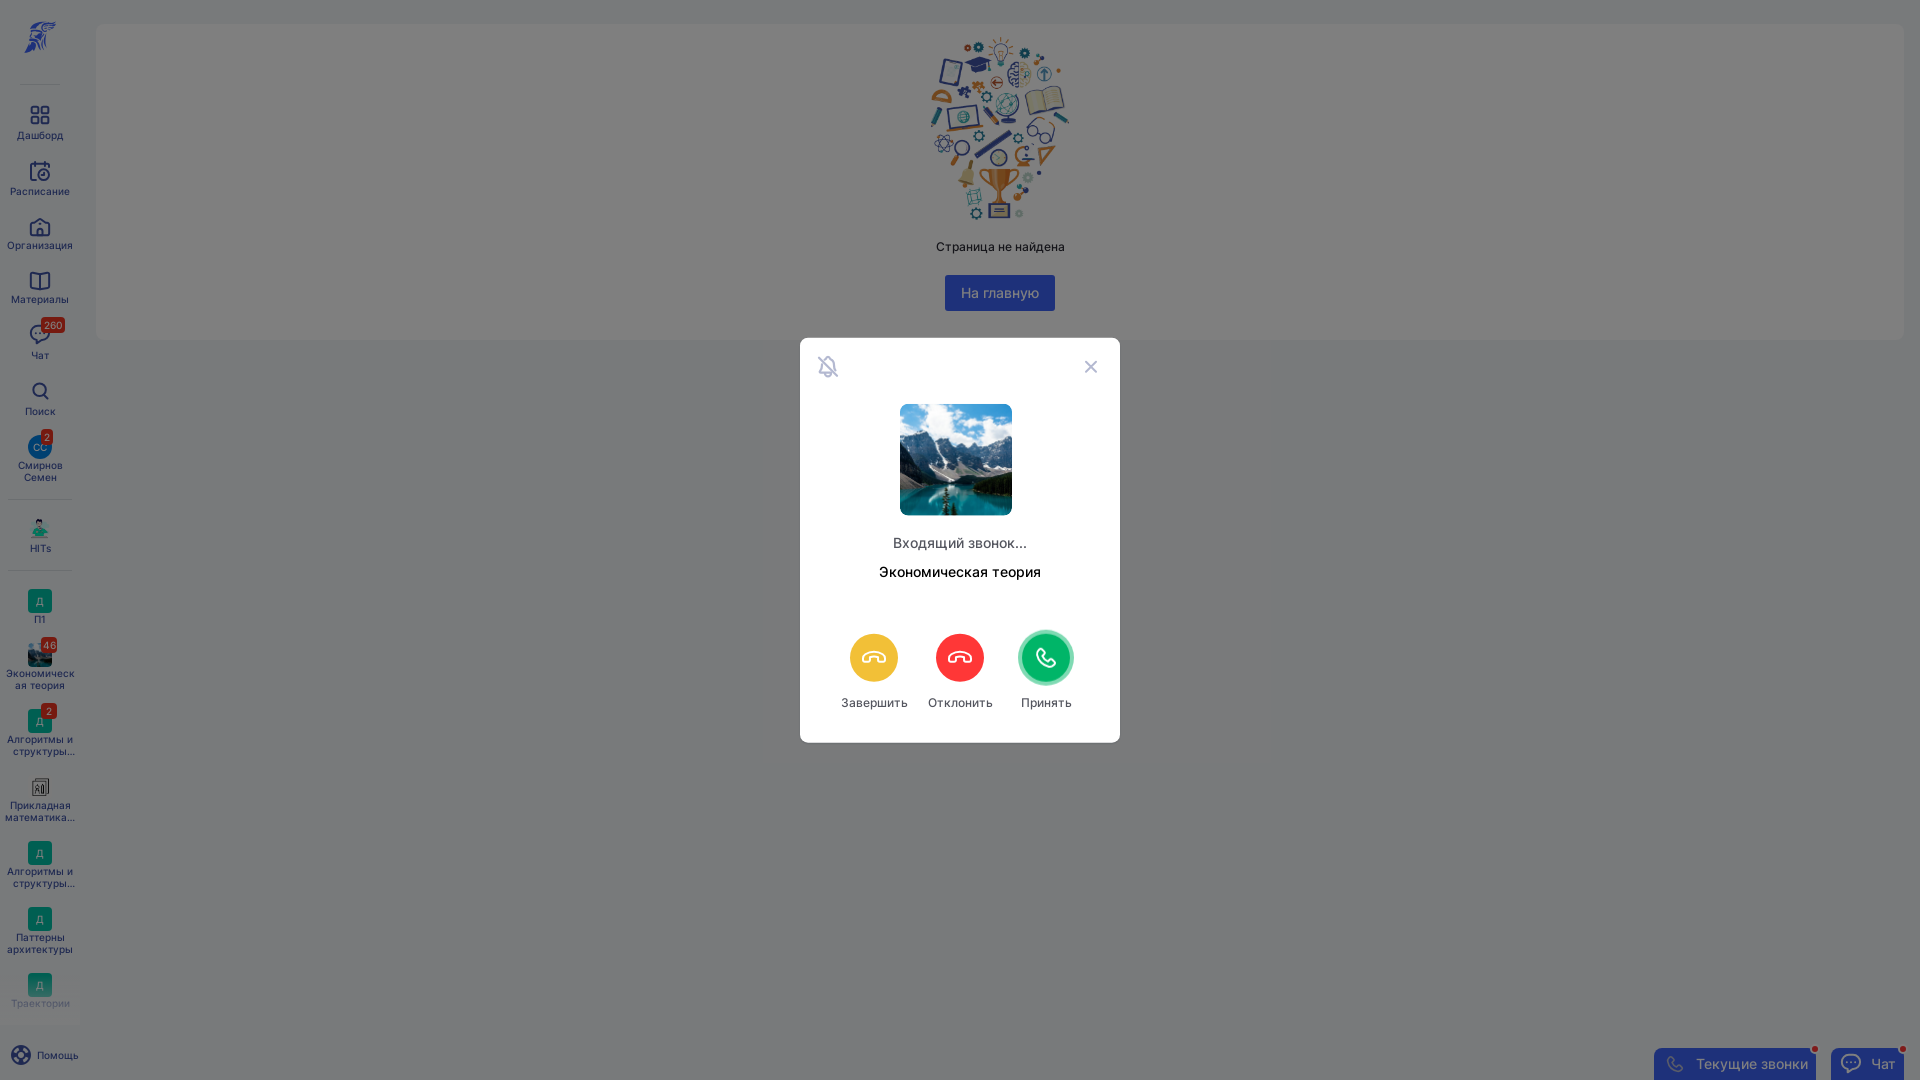 Дашборд
Расписание
Организация
Материалы
260
Чат
Поиск
2
СС
Смирнов
Семен
HITs
Д
П1
46
Экономическ
ая теория
2
Д
Алгоритмы и
структуры...
Прикладная
математика...
Д
Алгоритмы и
структуры...
Д
Паттерны
архитектуры
Д
Траектории
Помощь
Страница не найдена
На главную
Входящий звонок...
Экономическая теория
Завершить
Отклонить
Принять
Текущие звонки
Чат